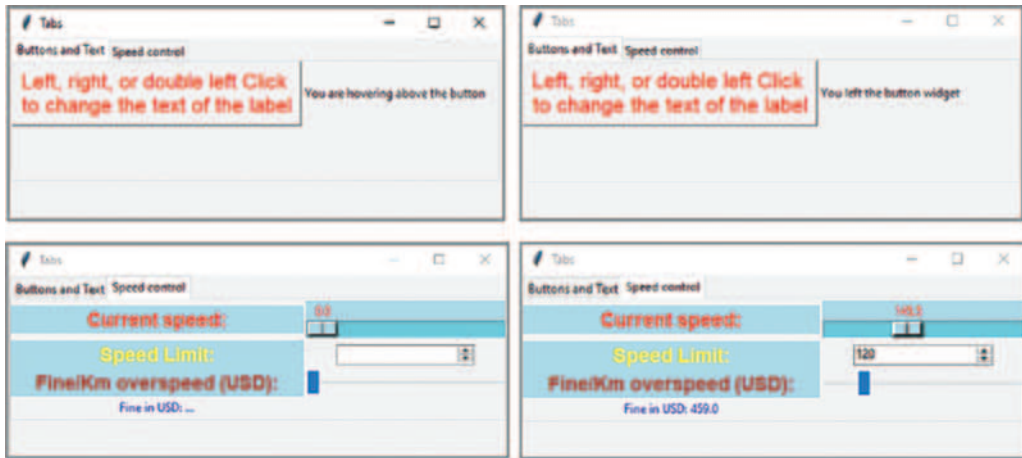 Tabs
Buttons and Text Speed control
Left, right, or double left Click
to change the text of the label
You are hovering above the button
Tabs
Buttons and Text Speed control
Left, right, or double left Click
to change the text of the label
You left the button widget
Tabs
Buttons and Text Speed control
Current speed:
0.0
Speed Limit:
Fine/Km overspeed (USD):
Fine in USD: ...
Tabs
Buttons and Text Speed control
Current speed:
Speed Limit:
120
Fine/Km overspeed (USD):
Fine in USD: 459.0